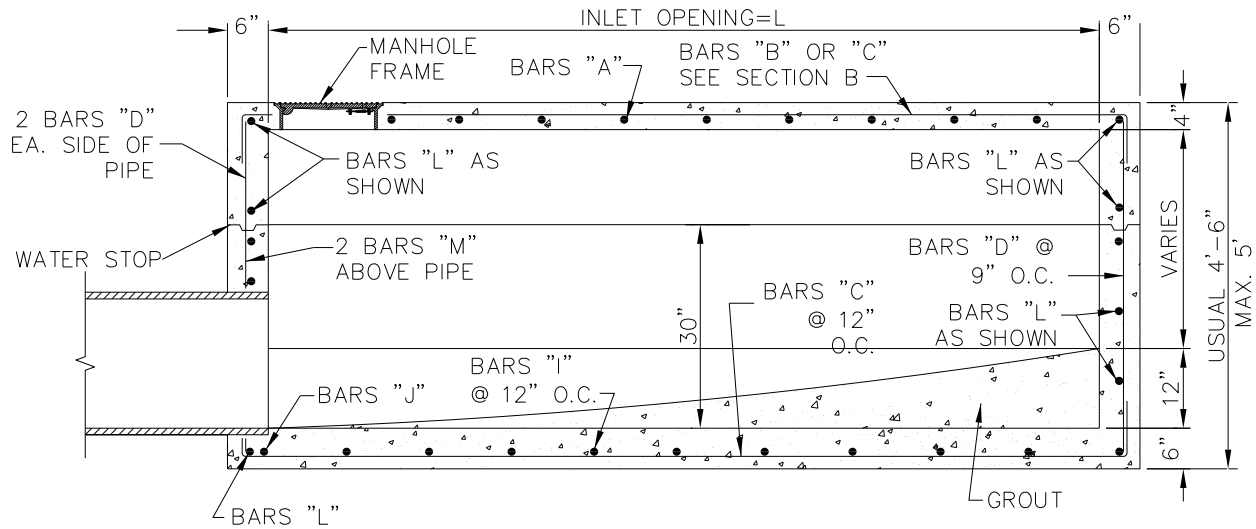 INLET OPENING=L
6"
6"
MANHOLE
FRAME
BARS "A"
BARS "B" OR "C"
SEE SECTION B
2 BARS "D"
EA. SIDE OF
PIPE
4"
BARS "L" AS
SHOWN
BARS "L" AS
SHOWN
WATER STOP
2 BARS "M"
ABOVE PIPE
BARS "D" @
9" O.C.
VARIES
USUAL 4'-6"
MAX. 5'
30"
BARS "C"
@ 12"
O.C.
BARS "L"
AS SHOWN
BARS "J"
BARS "I"
@ 12" O.C.
12"
6"
GROUT
BARS "L"